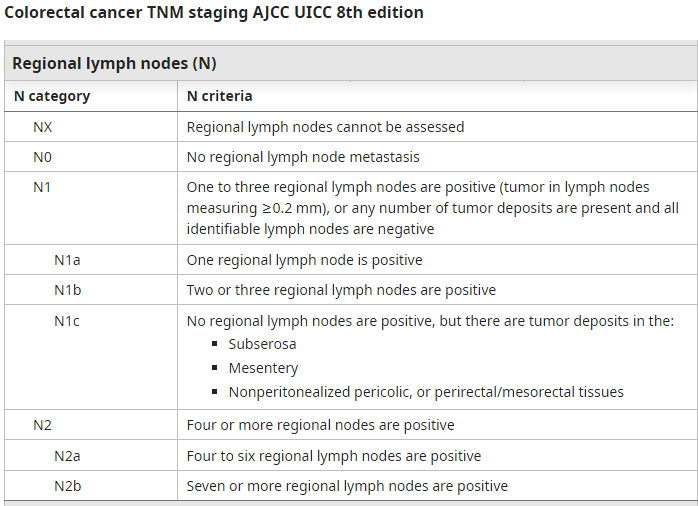 Colorectal cancer TNM staging AJCC UICC 8th edition
Regional lymph nodes (N)
N category N criteria
NX Regional lymph nodes cannot be assessed
N0 No regional lymph node metastasis
N1 One to three regional lymph nodes are positive (tumor in lymph nodes
measuring ≥0.2 mm), or any number of tumor deposits are present and all
identifiable lymph nodes are negative
N1a One regional lymph node is positive
N1b Two or three regional lymph nodes are positive
N1c No regional lymph nodes are positive, but there are tumor deposits in the:
▪ Subserosa
▪ Mesentery
▪ Nonperitonealized pericolic, or perirectal/mesorectal tissues
N2 Four or more regional nodes are positive
N2a Four to six regional lymph nodes are positive
N2b Seven or more regional lymph nodes are positive